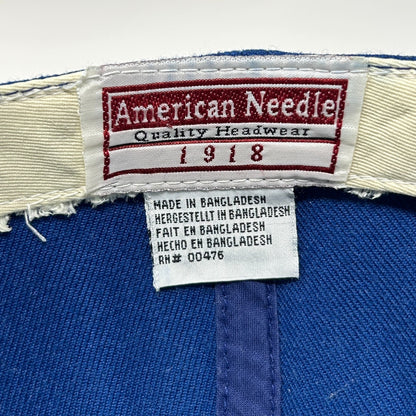 American Needle
Quality Headwear
1918
MADE IN BANGLADESH
HERGESTELLT IN BANGLADESH
FAIT EN BANGLADESH
HECHO EN BANGLADESH
RN# 00476